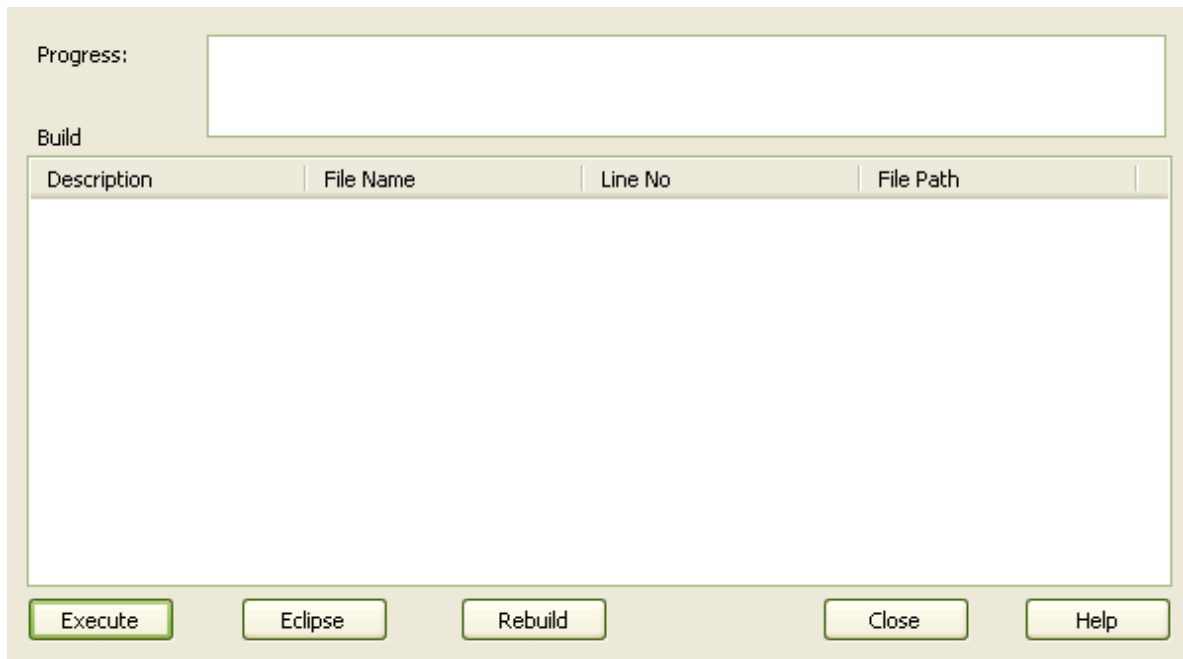 Progress:
Build
Description File Name Line No File Path
Execute Eclipse Rebuild Close Help